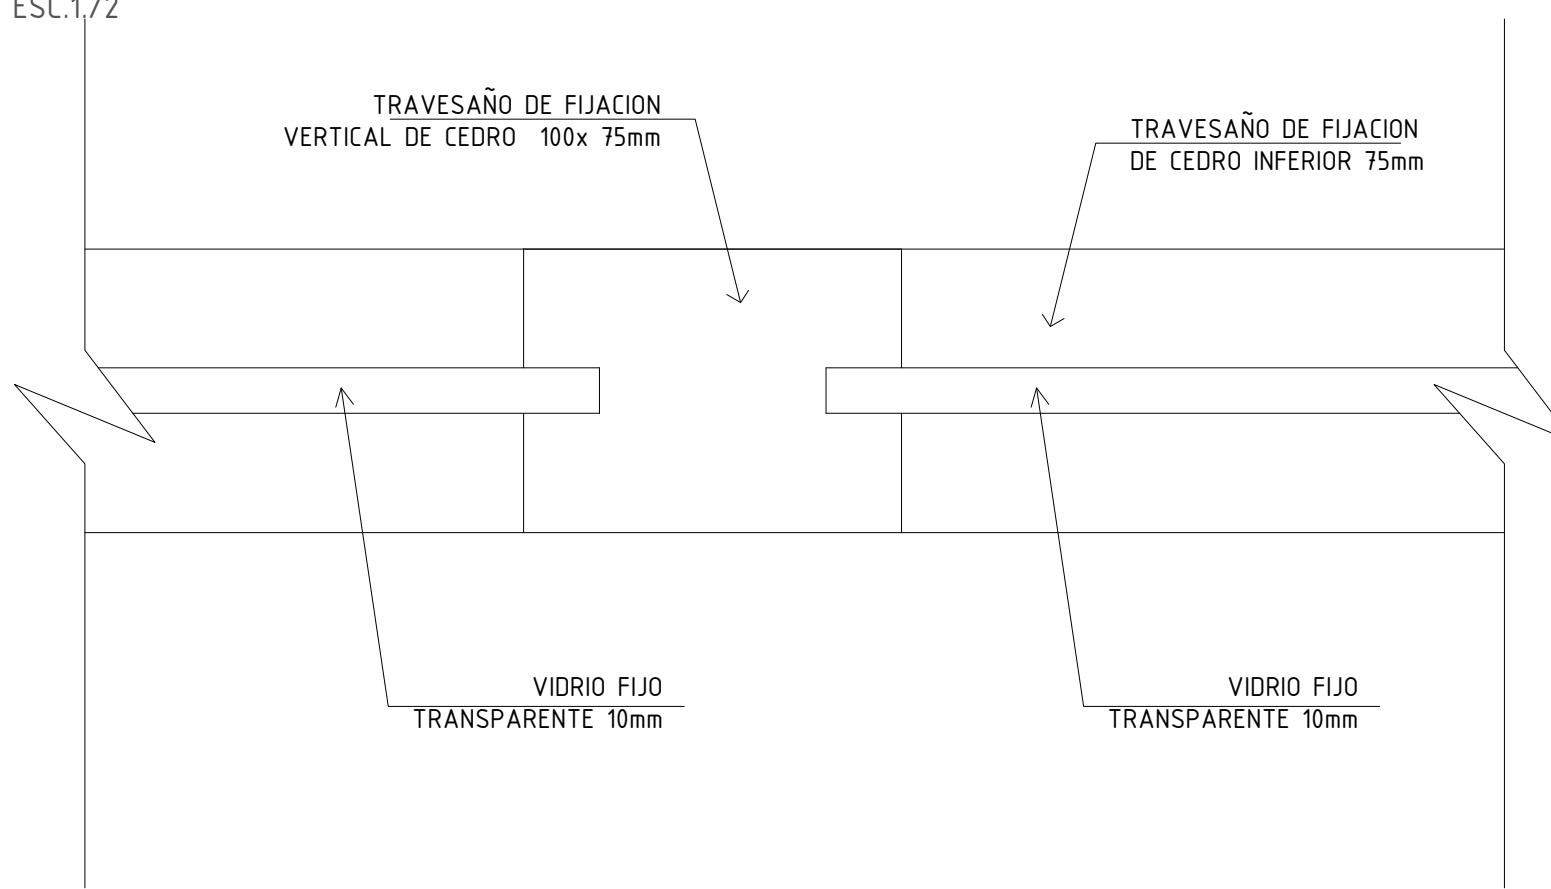 ESC.1./2
TRAVESAÑO DE FIJACION
VERTICAL DE CEDRO 100x 75mm
TRAVESAÑO DE FIJACION
DE CEDRO INFERIOR 75mm
VIDRIO FIJO
TRANSPARENTE 10mm
VIDRIO FIJO
TRANSPARENTE 10mm